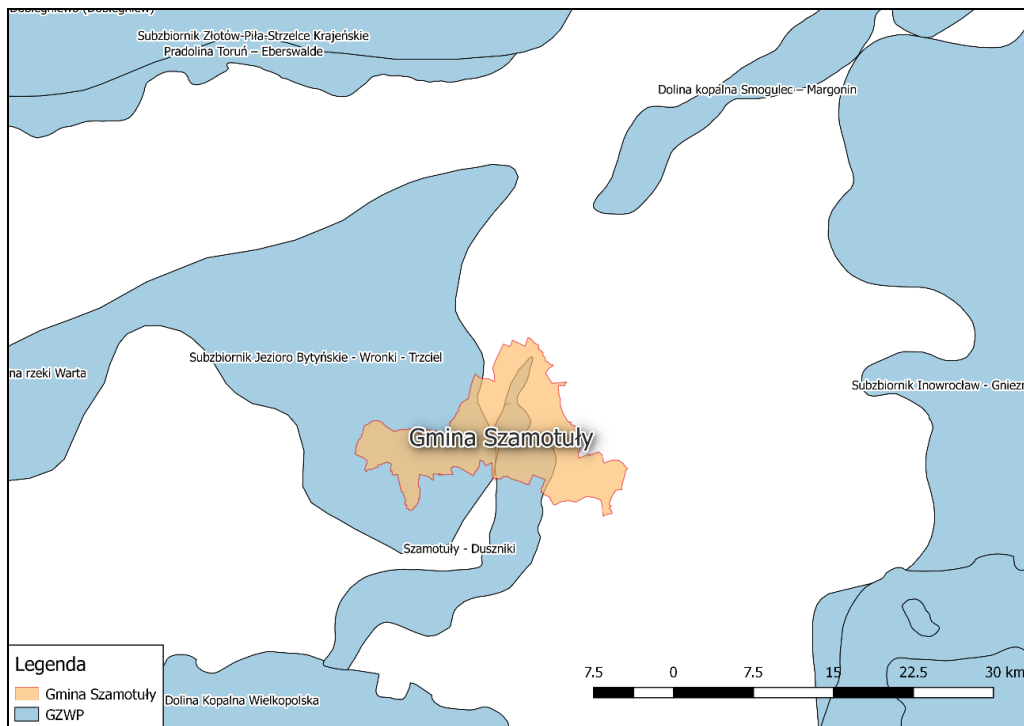 Dobiegniewo (Dobiegniew)
Subzbiornik Złotów-Piła-Strzelce Krajeńskie
Pradolina Toruń – Eberswalde
Dolina kopalna Smogulec – Margonin
Subzbiornik Jezioro Bytyńskie - Wronki - Trzciel
na rzeki Warta
Subzbiornik Inowrocław - Gniezn
Gmina Szamotuły
Szamotuły - Duszniki
Legenda
Gmina Szamotuły
GZWP
Dolina Kopalna Wielkopolska
7.5 0 7.5 15 22.5 30 km